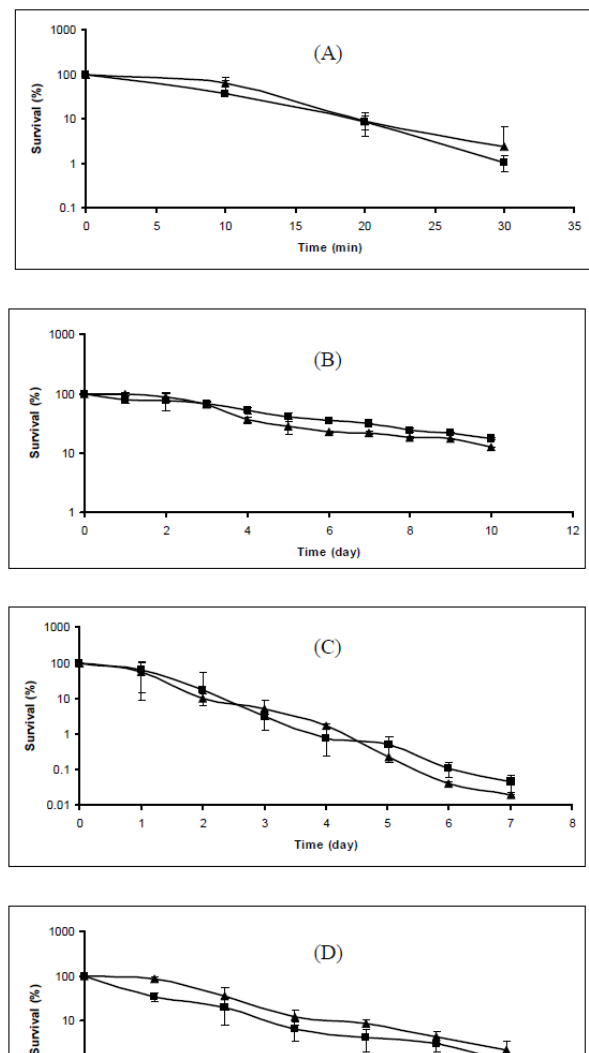 (A)
1000
100
10
1
0.1
Survival (%)
0 5 10 15 20 25 30 35
Time (min)
(B)
1000
100
10
1
Survival (%)
0 2 4 6 8 10 12
Time (day)
(C)
1000
100
10
1
0.1
0.01
Survival (%)
0 1 2 3 4 5 6 7 8
Time (day)
(D)
1000
100
10
Survival (%)